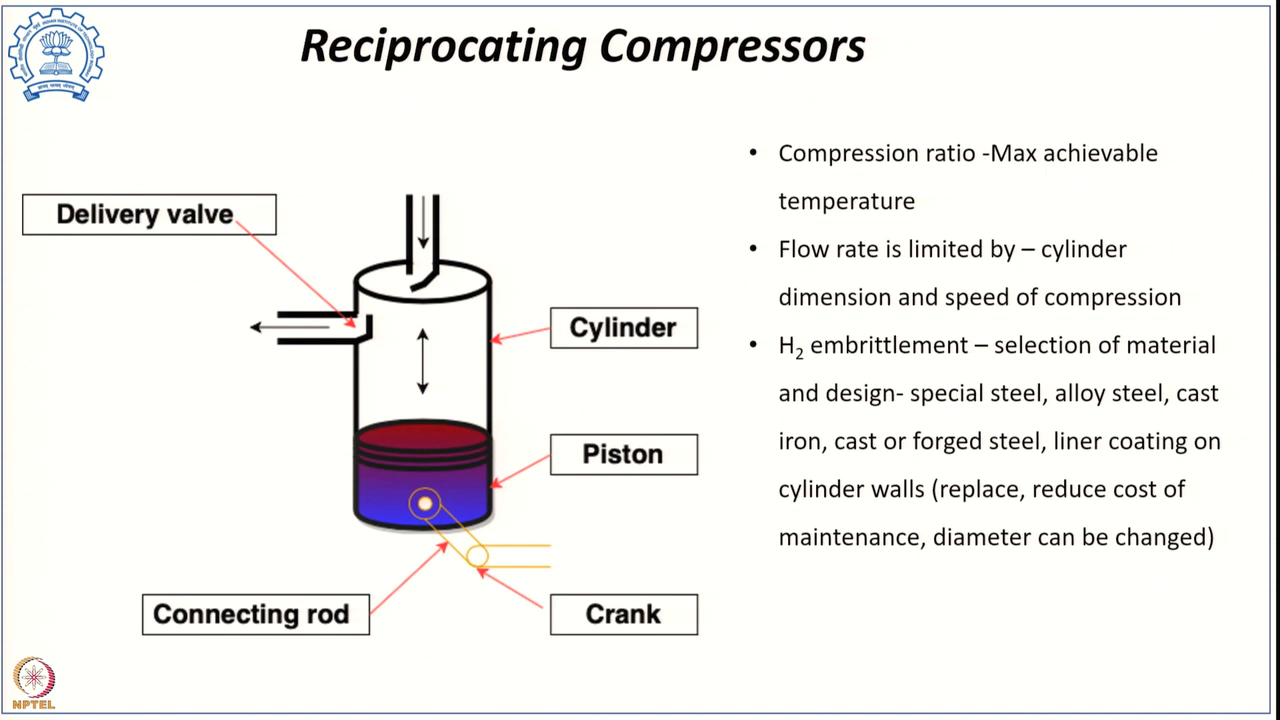 Reciprocating Compressors
Delivery valve
Cylinder
Piston
Connecting rod
Crank
• Compression ratio -Max achievable
temperature
• Flow rate is limited by – cylinder
dimension and speed of compression
• H₂ embrittlement – selection of material
and design- special steel, alloy steel, cast
iron, cast or forged steel, liner coating on
cylinder walls (replace, reduce cost of
maintenance, diameter can be changed)
NPTEL